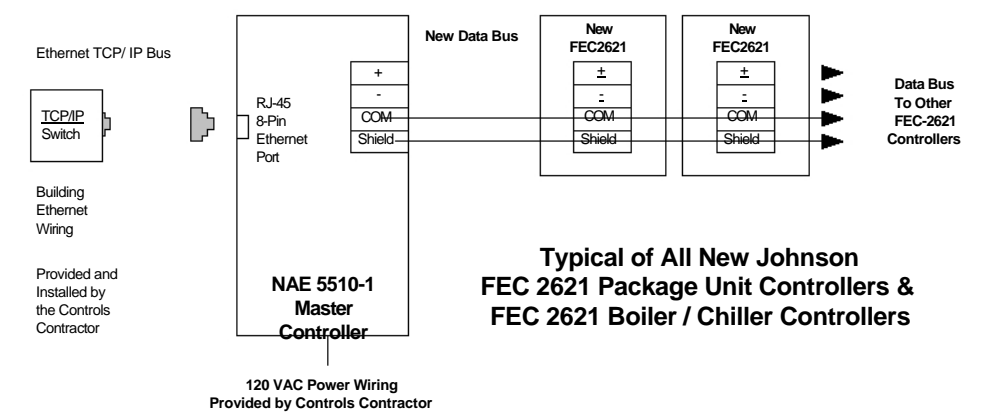 Ethernet TCP/ IP Bus
TCP/IP
Switch
Building
Ethernet
Wiring
Provided and
Installed by
the Controls
Contractor
RJ-45
8-Pin
Ethernet
Port
+
-
COM
Shield
NAE 5510-1
Master
Controller
120 VAC Power Wiring
Provided by Controls Contractor
New Data Bus
New
FEC2621
+
-
COM
Shield
New
FEC2621
+
-
COM
Shield
Data Bus
To Other
FEC-2621
Controllers
Typical of All New Johnson
FEC 2621 Package Unit Controllers &
FEC 2621 Boiler / Chiller Controllers